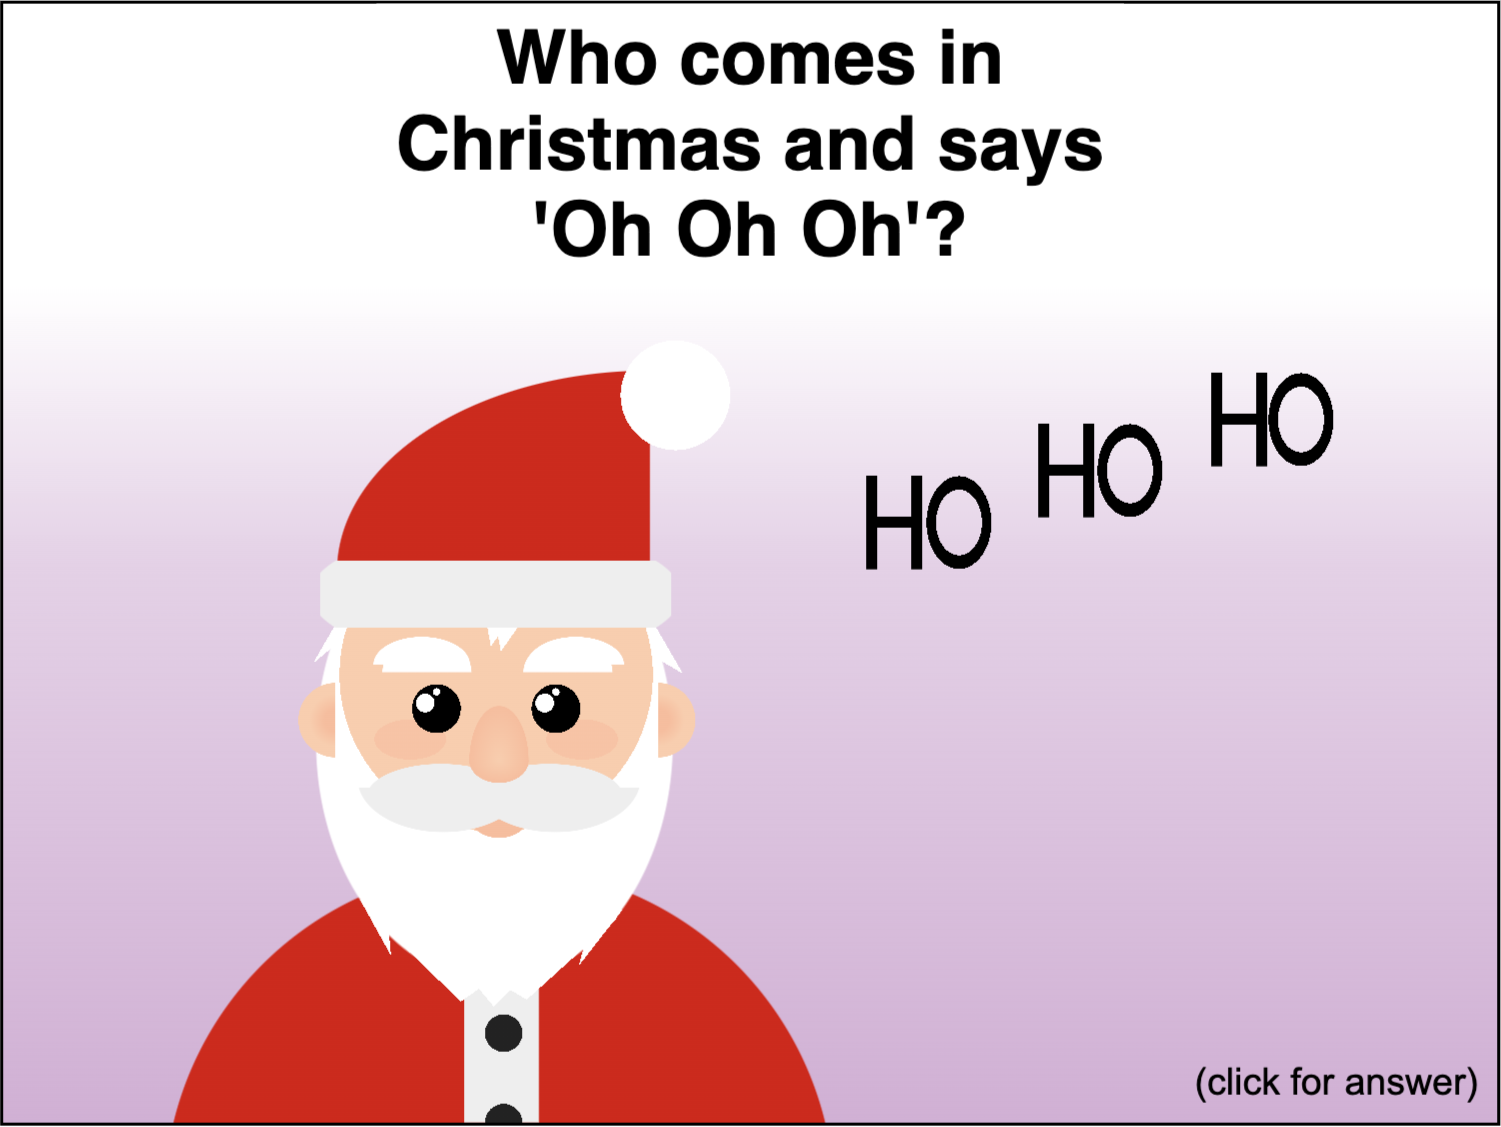 Who comes in
Christmas and says
'Oh Oh Oh'?
HO HO HO
(click for answer)